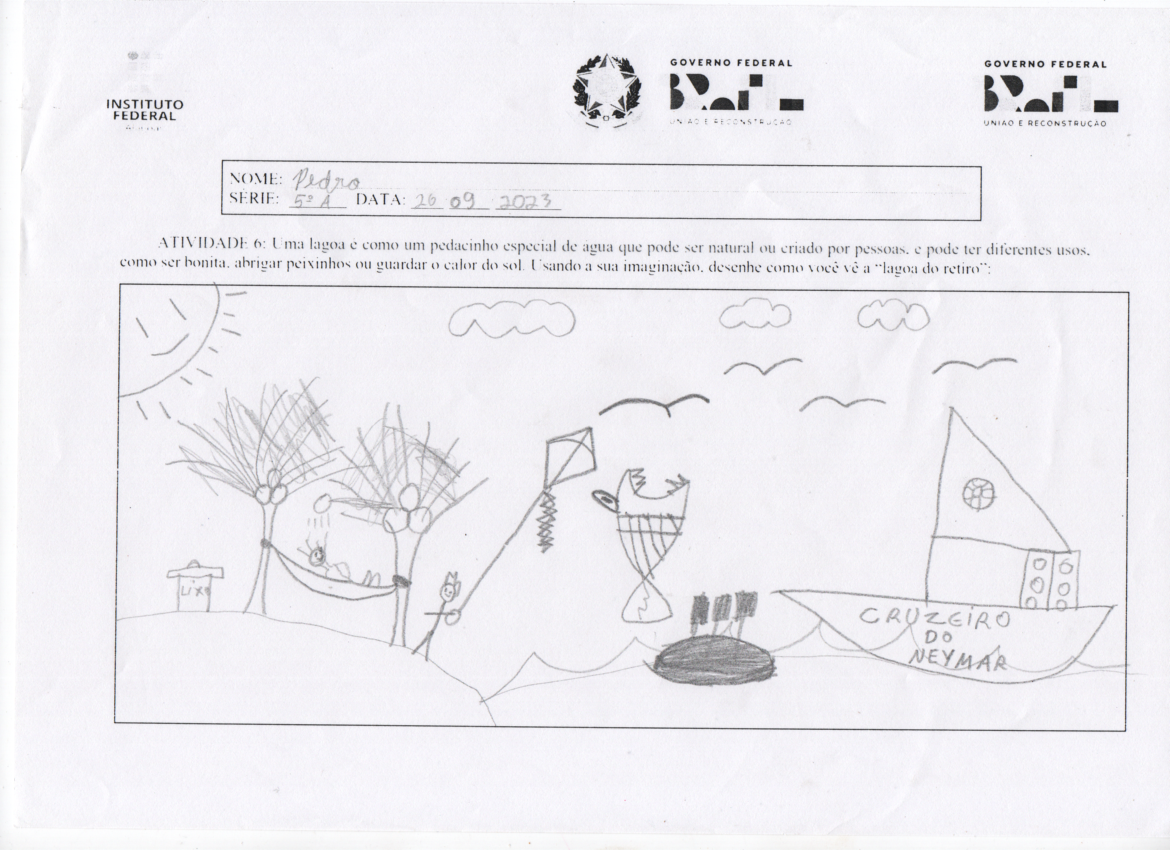 INSTITUTO
FEDERAL
GOVERNO FEDERAL
BRASIL
UNIÃO E RECONSTRUÇÃO
GOVERNO FEDERAL
BRASIL
UNIÃO E RECONSTRUÇÃO
NOME: Pedro
SÉRIE: 5º A DATA: 26 09 2023
ATIVIDADE 6: Uma lagoa é como um pedacinho especial de água que pode ser natural ou criado por pessoas, e pode ter diferentes usos,
como ser bonita, abrigar peixinhos ou guardar o calor do sol. Usando a sua imaginação, desenhe como você vê a “lagoa do retiro”:
LIXO
CRUZEIRO
DO
NEYMAR